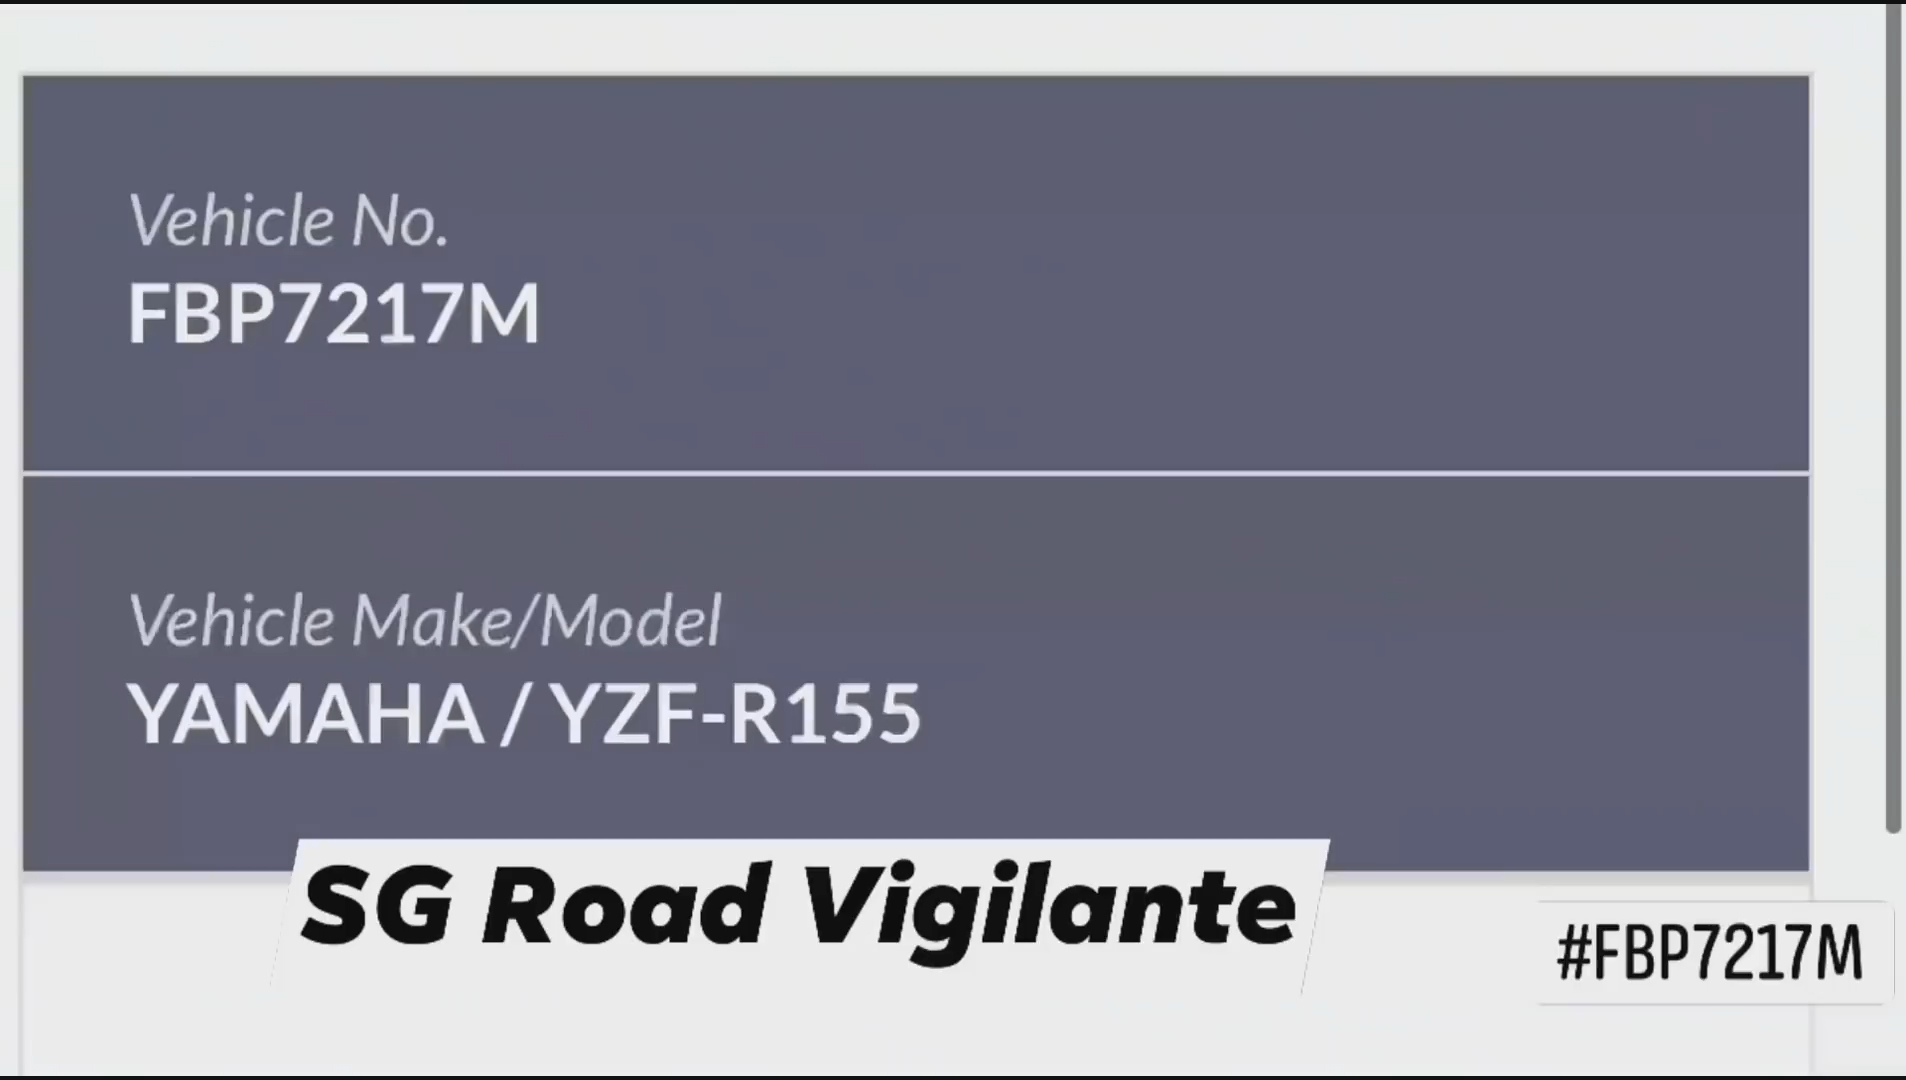 Vehicle No.
FBP7217M
Vehicle Make/Model
YAMAHA / YZF-R155
SG Road Vigilante
#FBP7217M